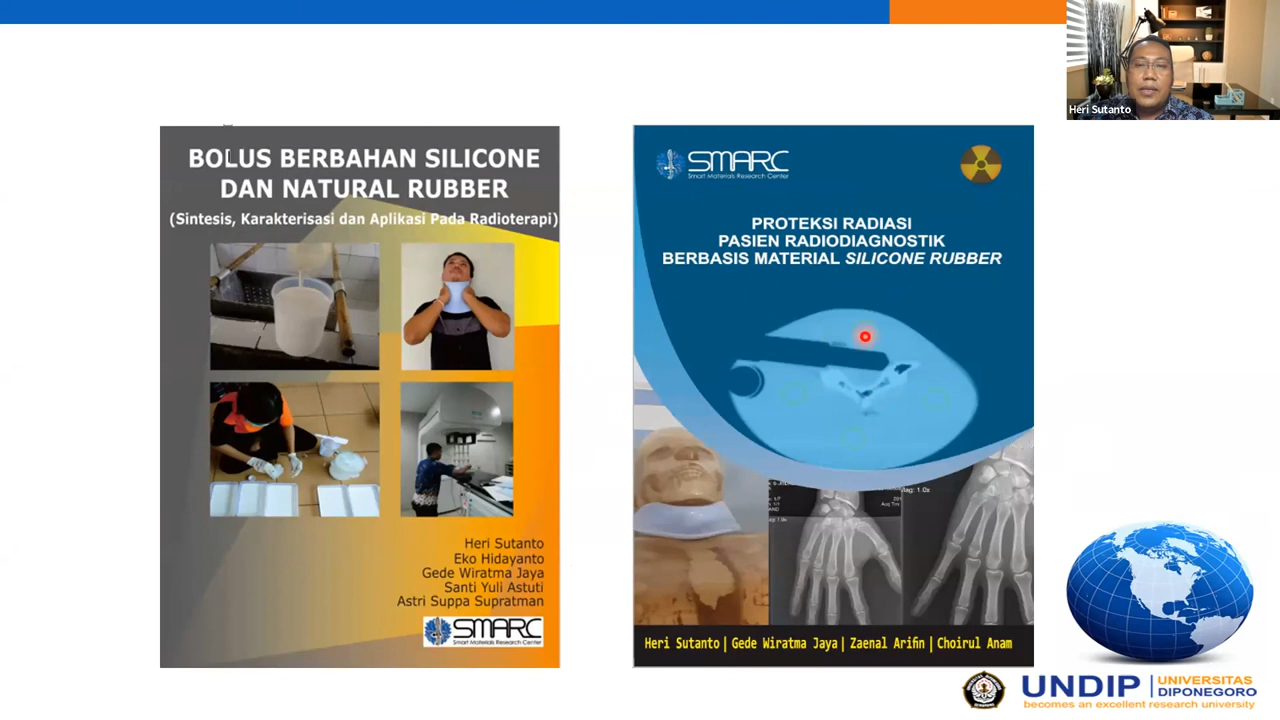 Heri Sutanto
BOLUS BERBAHAN SILICONE
DAN NATURAL RUBBER
(Sintesis, Karakterisasi dan Aplikasi Pada Radioterapi)
Heri Sutanto
Eko Hidayanto
Gede Wiratma Jaya
Santi Yuli Astuti
Astri Suppa Supratman
SMARC
Smart Materials Research Center
SMARC
Smart Materials Research Center
PROTEKSI RADIASI
PASIEN RADIODIAGNOSTIK
BERBASIS MATERIAL SILICONE RUBBER
Mag: 1.0x
Heri Sutanto | Gede Wiratma Jaya | Zaenal Arifin | Choirul Anam
UNDIP
UNIVERSITAS
DIPONEGORO
becomes an excellent research university